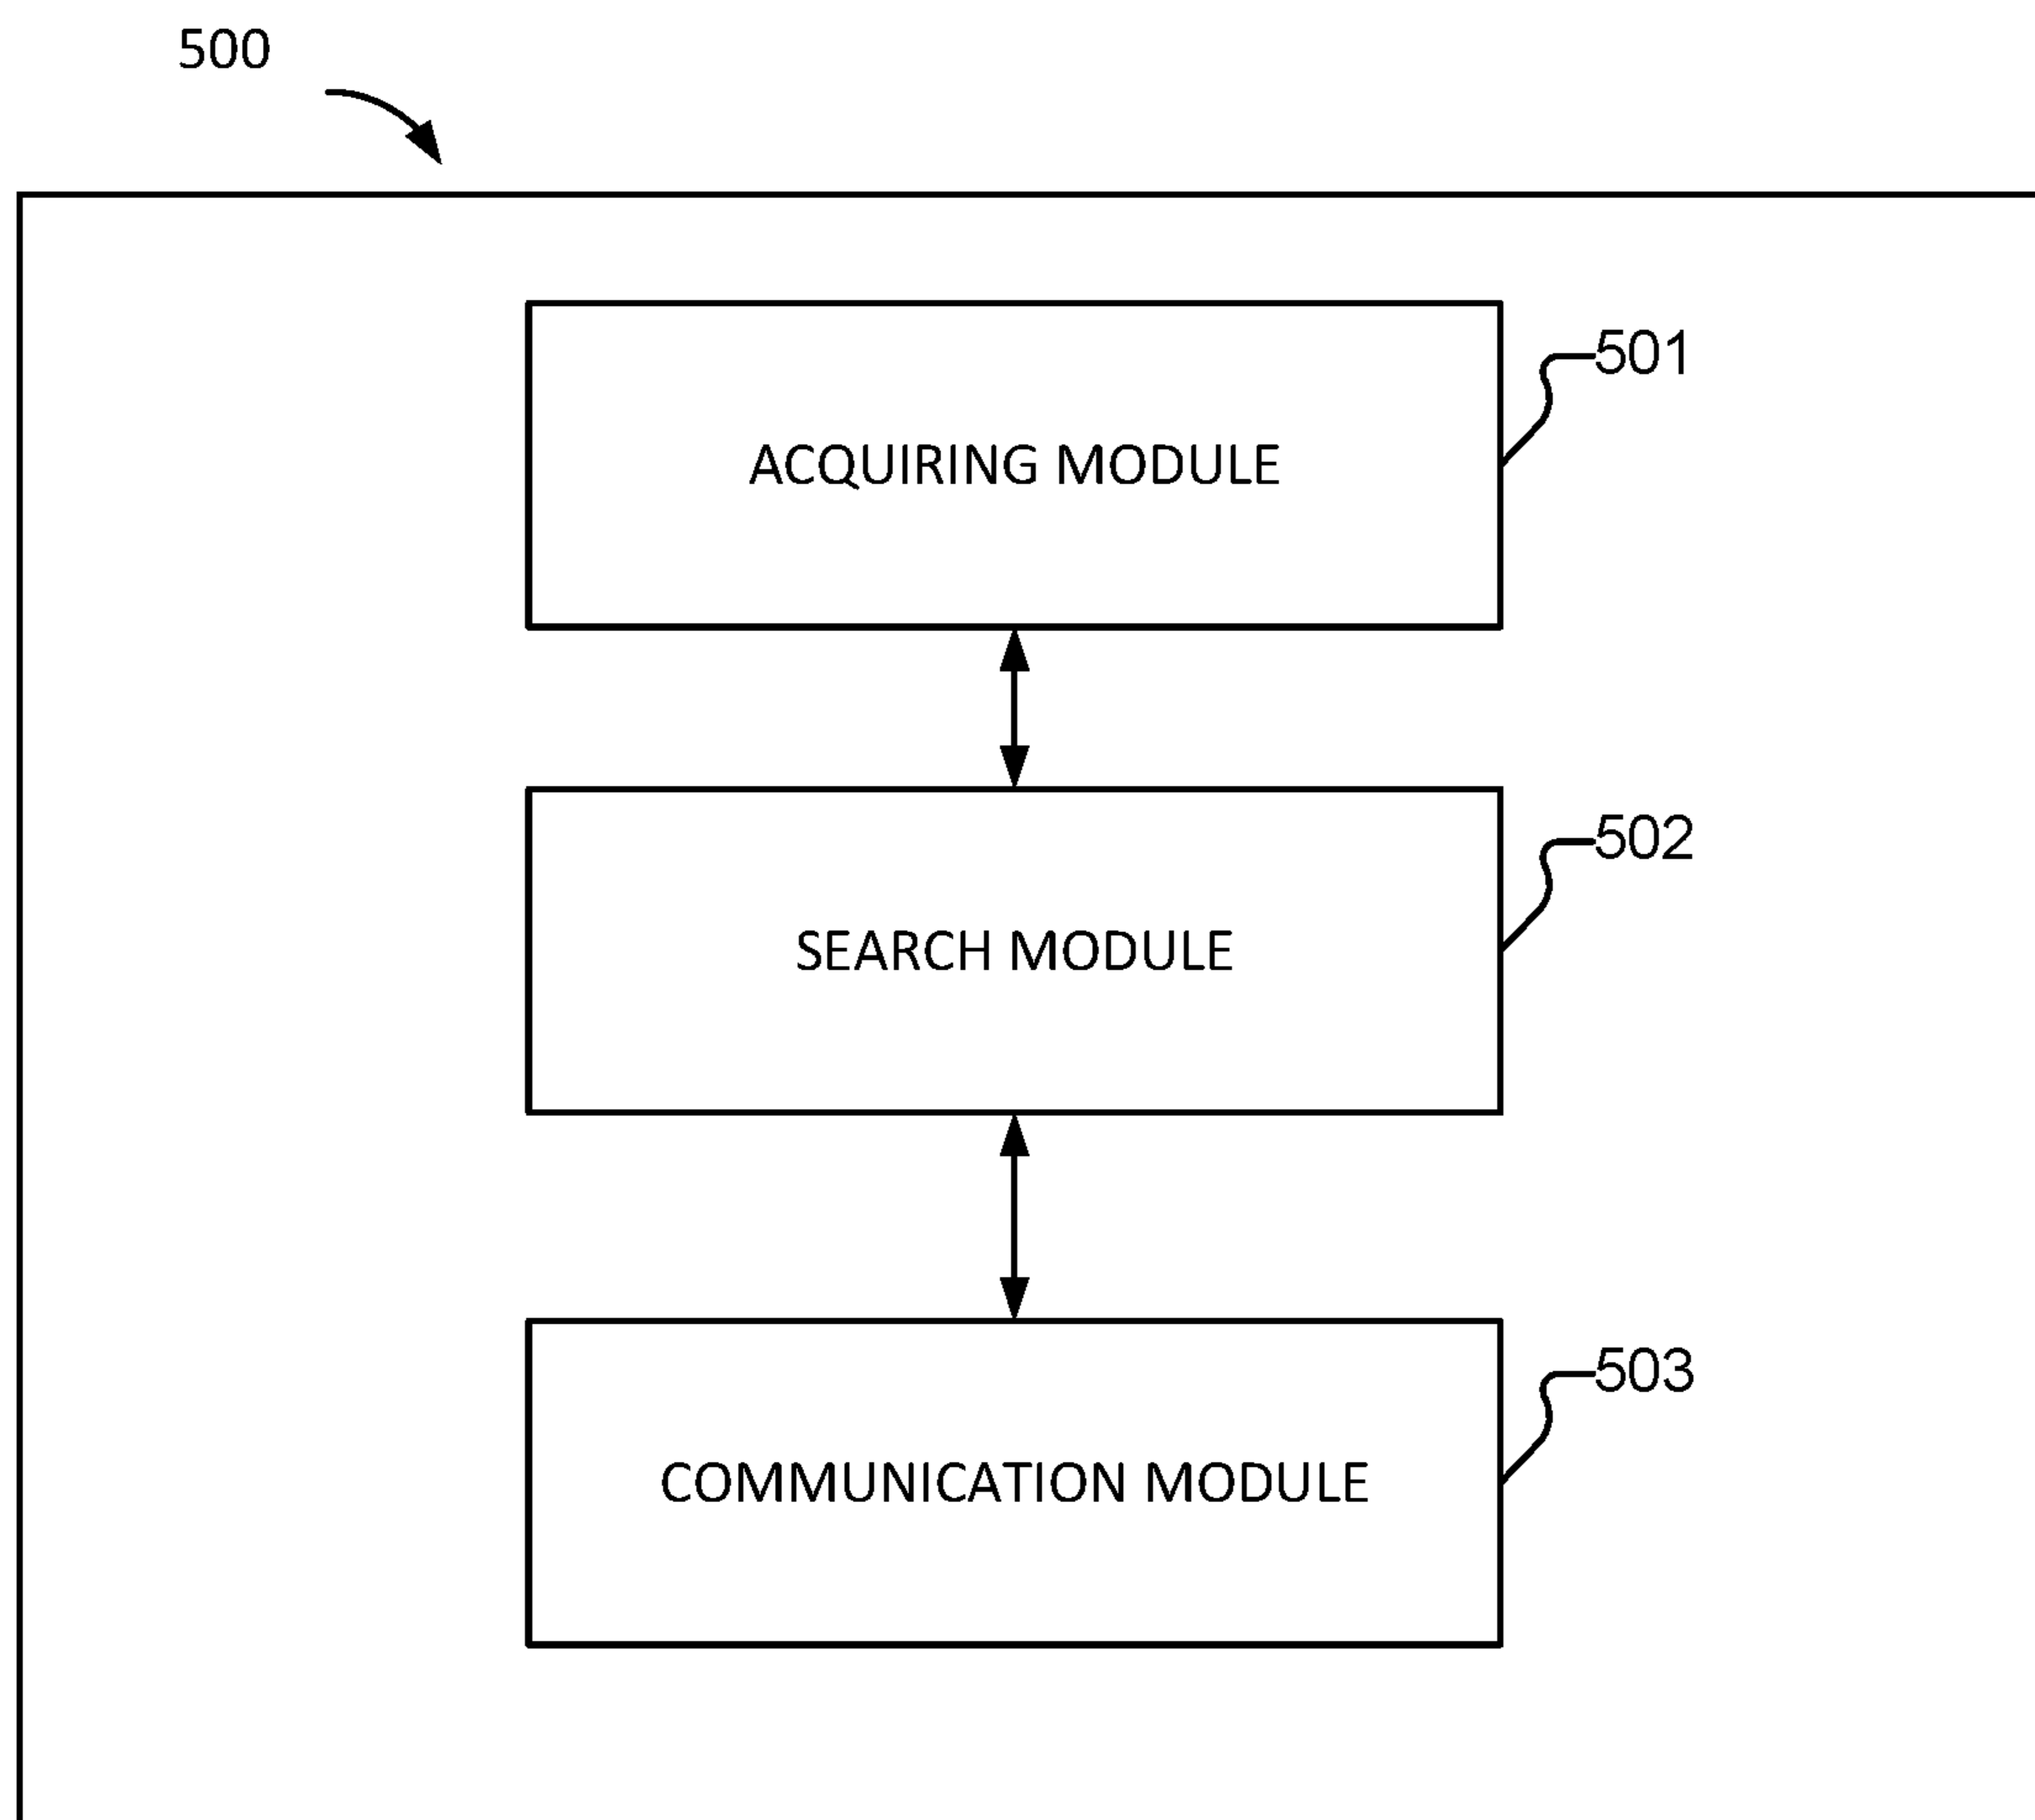 500
501
ACQUIRING MODULE
502
SEARCH MODULE
503
COMMUNICATION MODULE